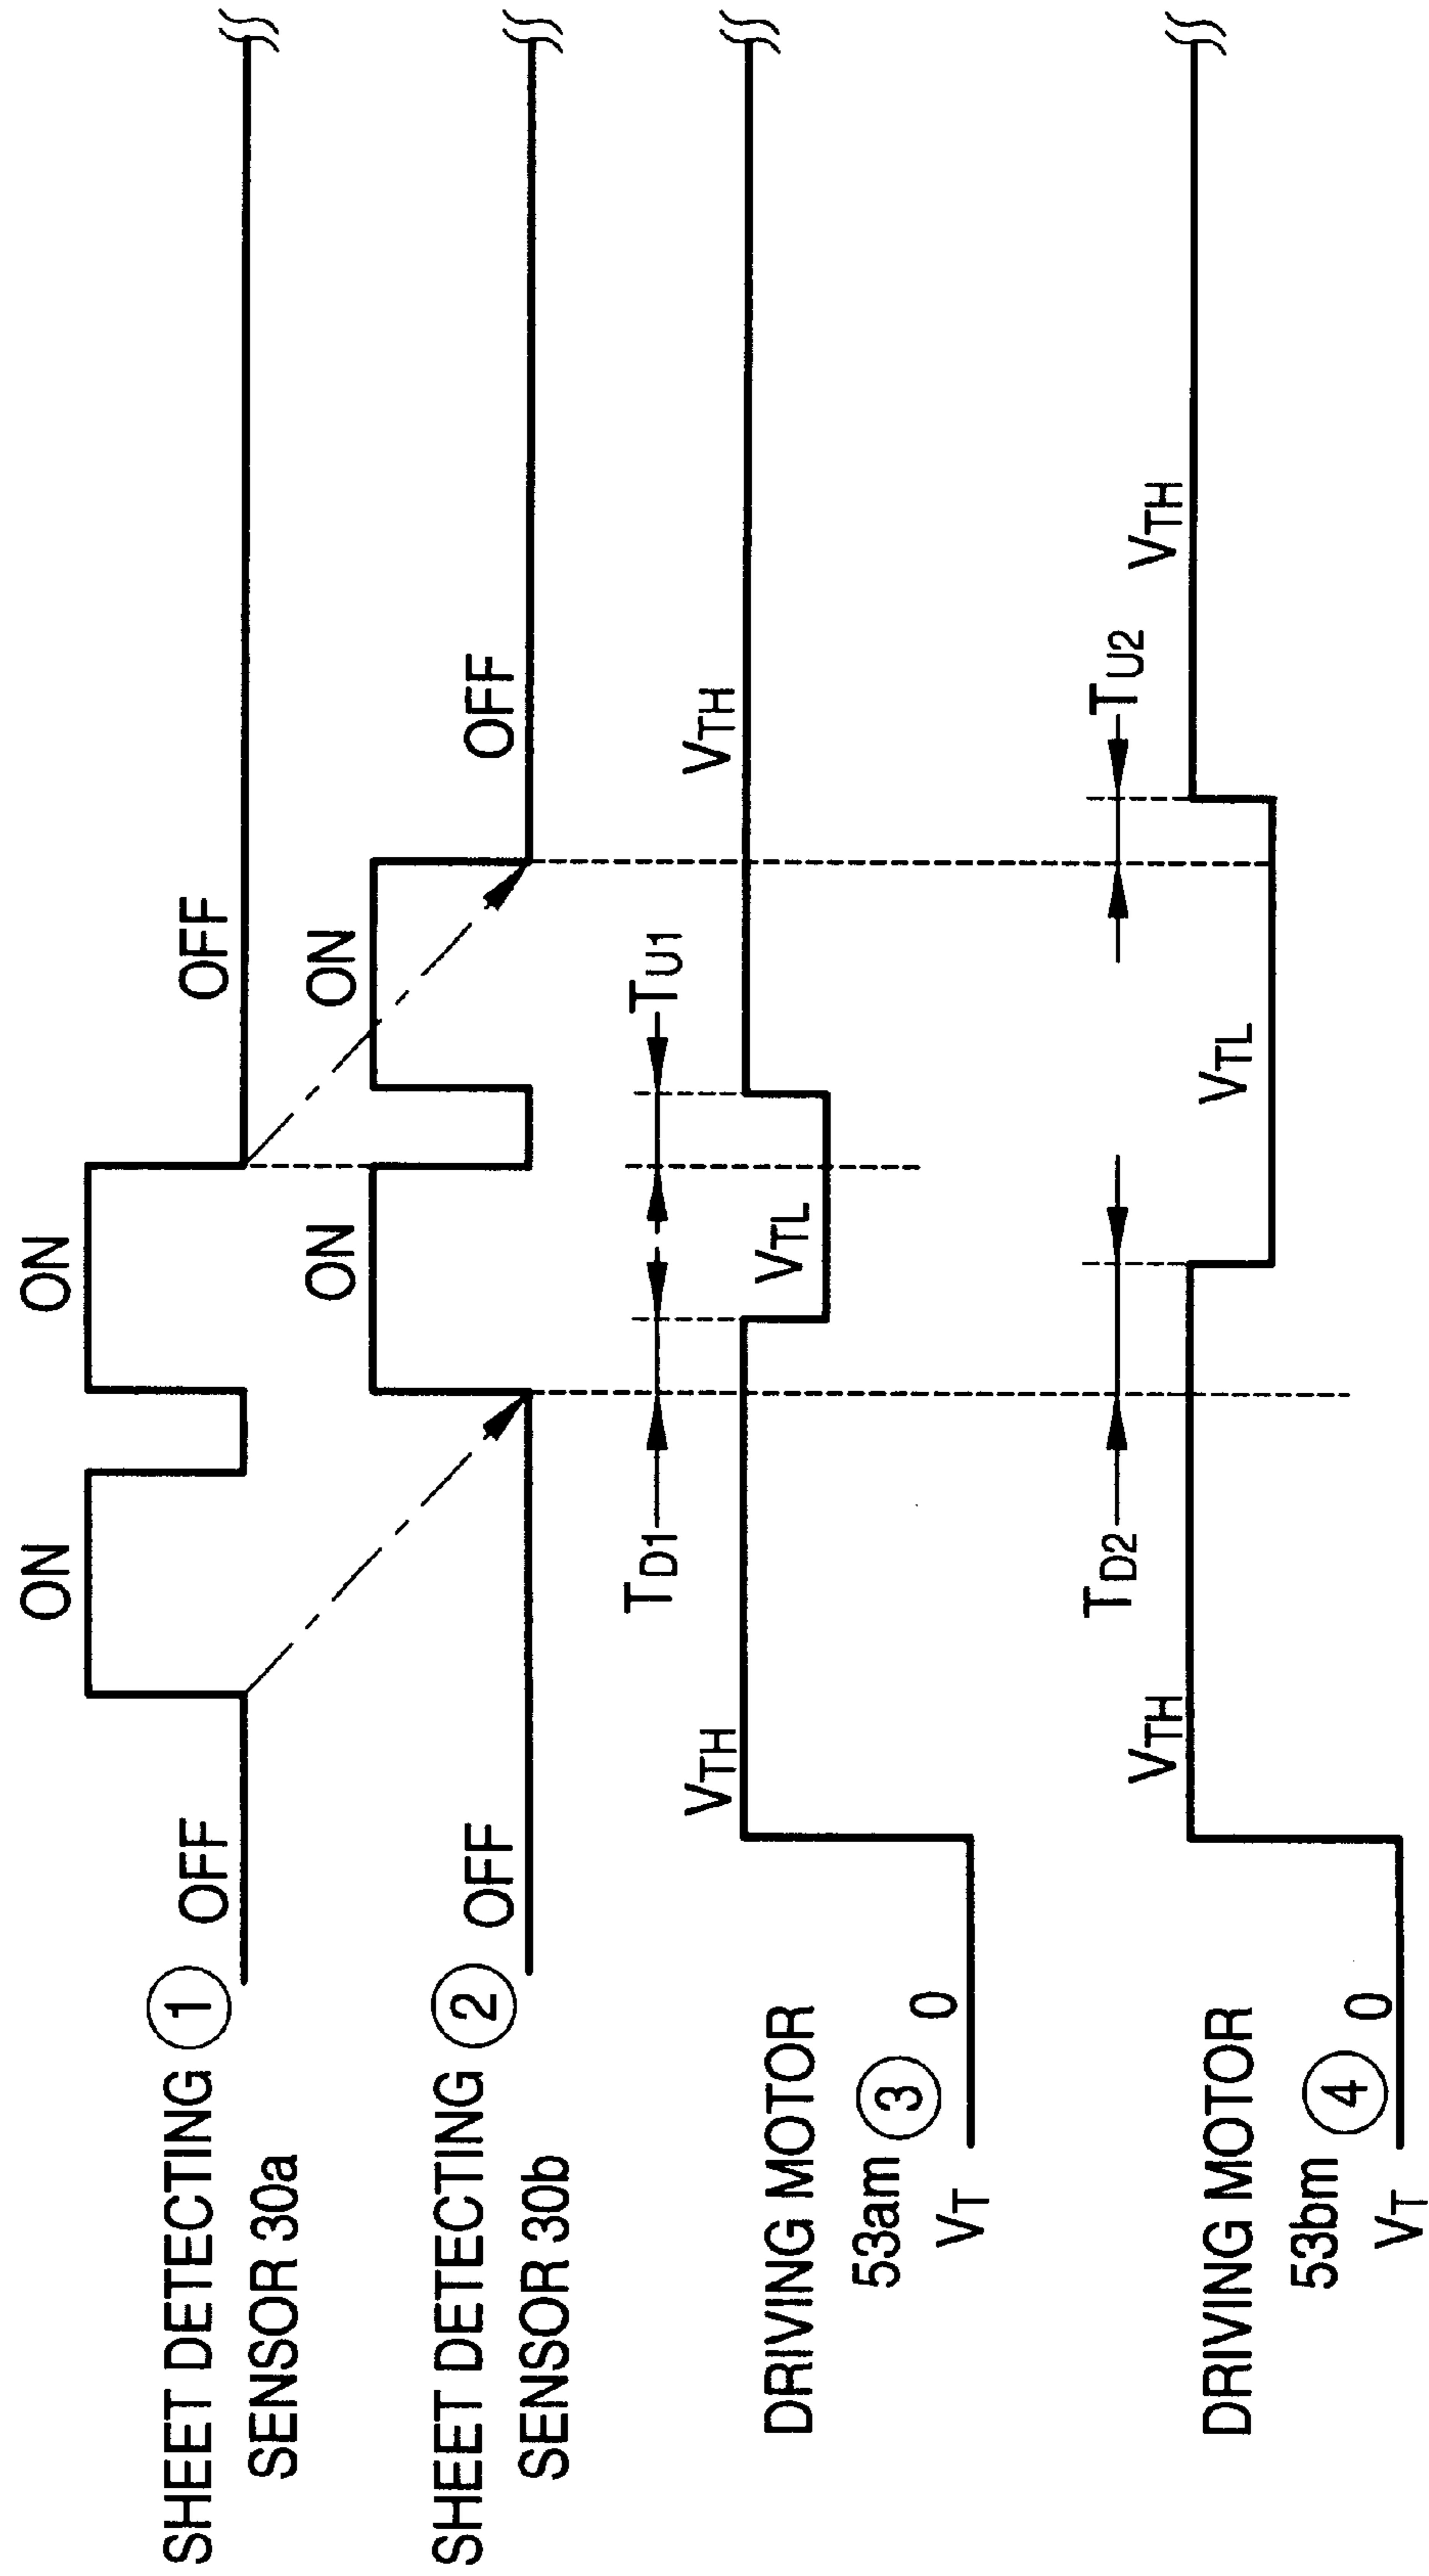 SHEET DETECTING ①
SENSOR 30a
OFF
ON
ON
OFF
SHEET DETECTING ②
SENSOR 30b
OFF
ON
ON
OFF
DRIVING MOTOR
53am ③
VT
0
VTH
TD1
VTL
TU1
VTH
DRIVING MOTOR
53bm ④
VT
0
VTH
TD2
VTL
TU2
VTH